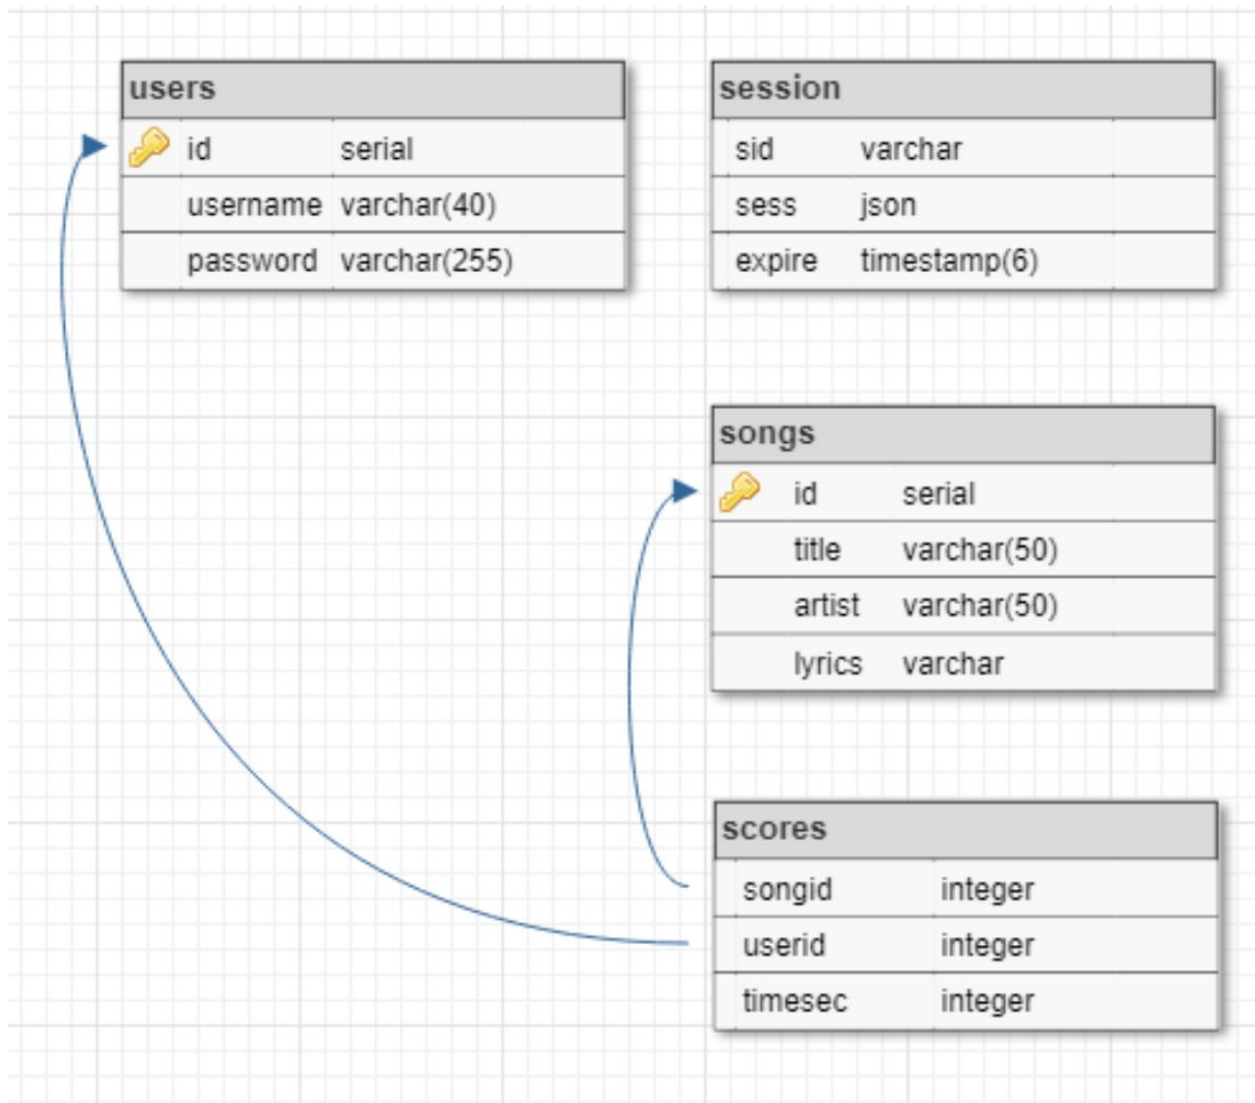 users
id serial
username varchar(40)
password varchar(255)
session
sid varchar
sess json
expire timestamp(6)
songs
id serial
title varchar(50)
artist varchar(50)
lyrics varchar
scores
songid integer
userid integer
timesec integer